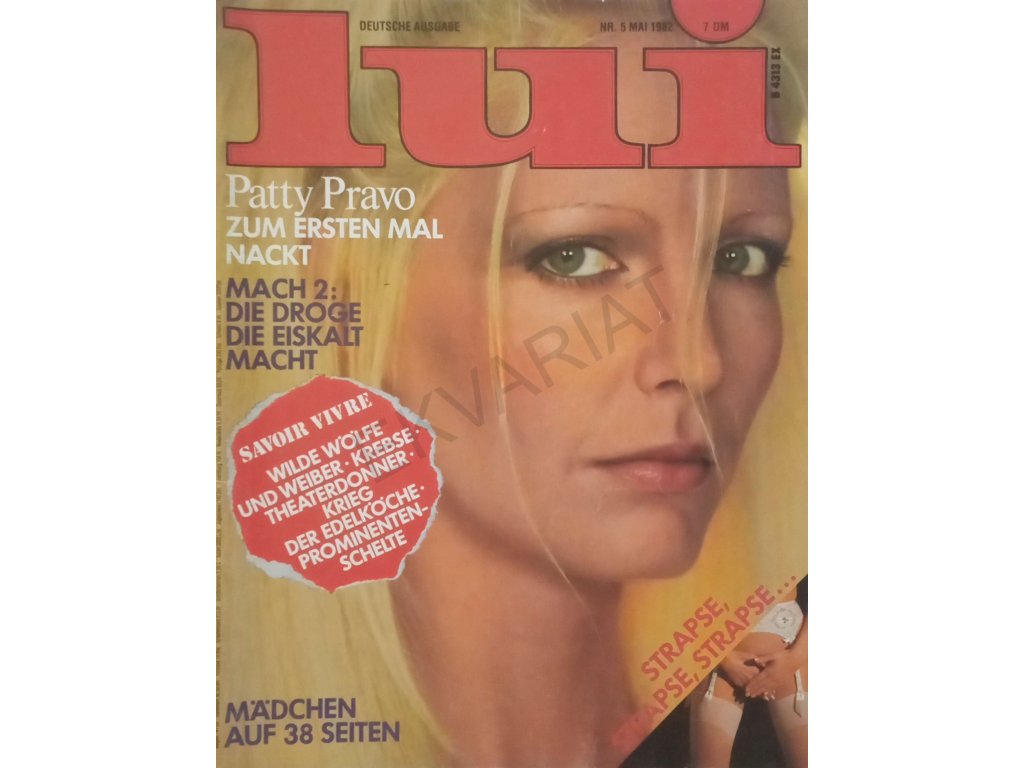 DEUTSCHE AUSGABE
NR. 5 MAI 1982
7 DM
lui
B 4313 EX
Patty Pravo
ZUM ERSTEN MAL
NACKT
MACH 2:
DIE DROGE
DIE EISKALT
MACHT
SAVOIR VIVRE
WILDE WÖLFE
UND WEIBER · KREBSE ·
THEATERDONNER ·
KRIEG
DER EDELKÖCHE ·
PROMINENTEN-
SCHELTE
KVARIAT
STRAPSE,
STRAPSE, STRAPSE...
MÄDCHEN
AUF 38 SEITEN